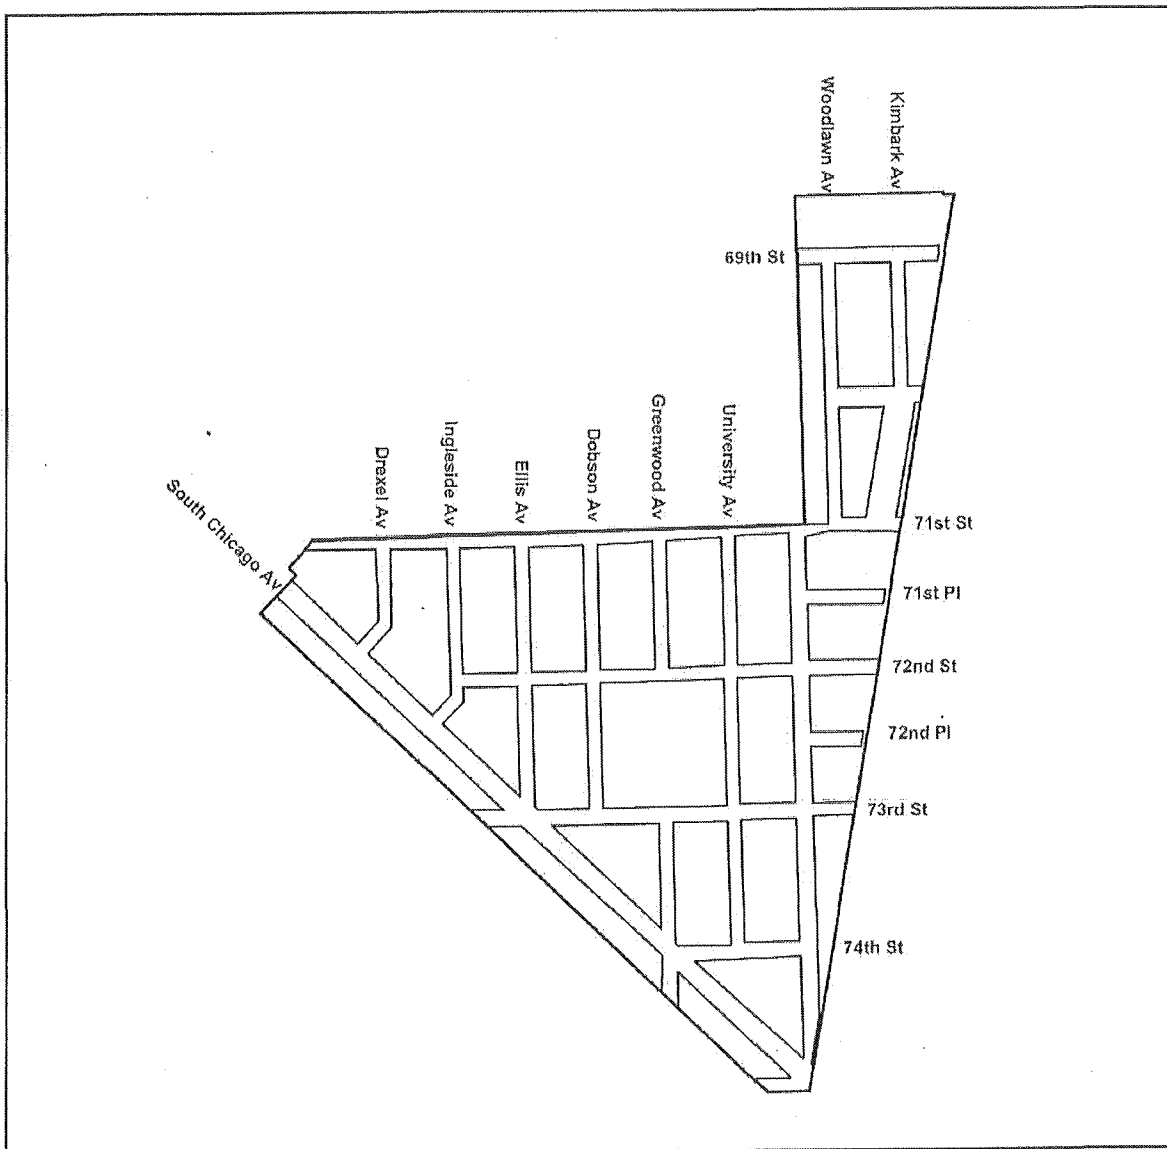 Woodlawn Av
Kimbark Av
69th St
Greenwood Av
University Av
Dobson Av
Ingleside Av
Drexel Av
Ellis Av
South Chicago Av
71st St
71st Pl
72nd St
72nd Pl
73rd St
74th St